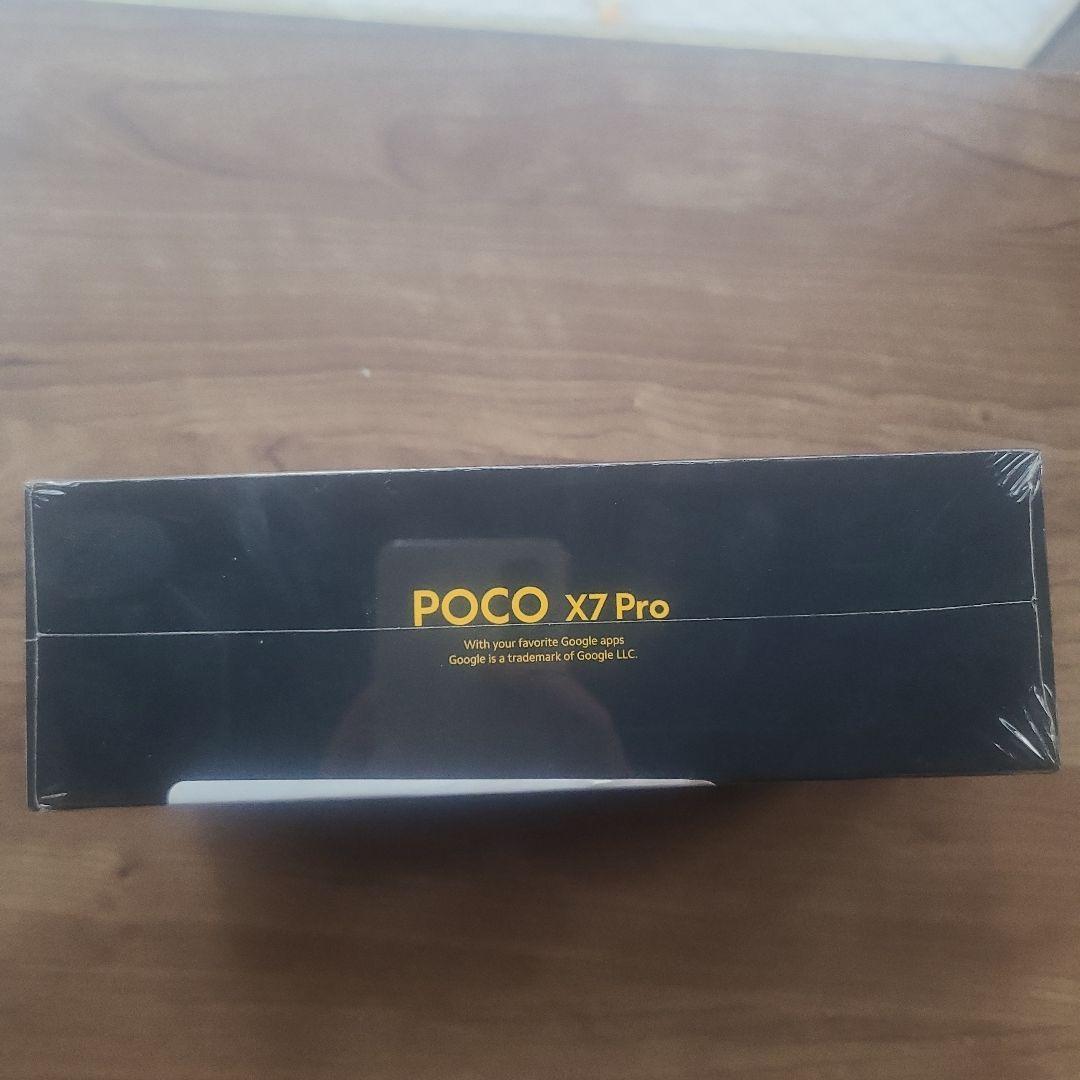 POCO X7 Pro
With your favorite Google apps
Google is a trademark of Google LLC.